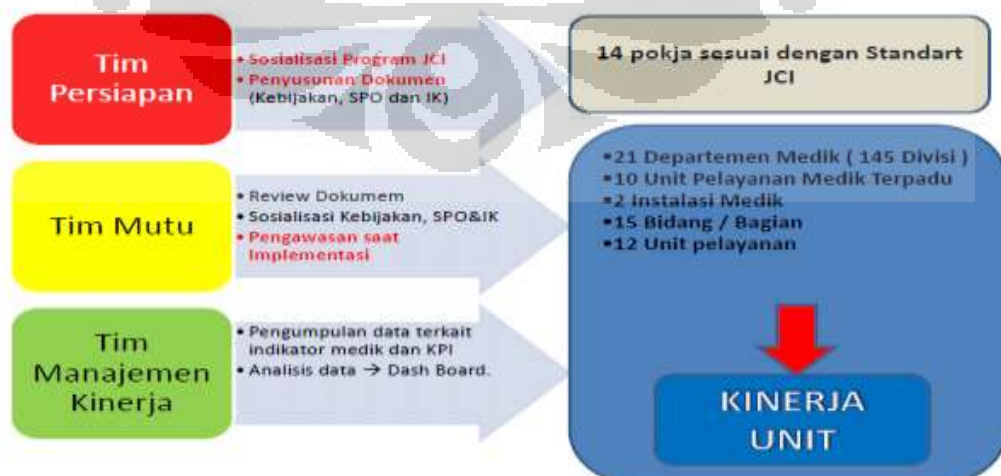 Tim
Persiapan
• Sosialisasi Program JCI
• Penyusunan Dokumen
(Kebijakan, SPO dan IK)
14 pokja sesuai dengan Standart
JCI
Tim Mutu
• Review Dokumem
• Sosialisasi Kebijakan, SPO&IK
• Pengawasan saat
Implementasi
Tim
Manajemen
Kinerja
• Pengumpulan data terkait
indikator medik dan KPI
• Analisis data → Dash Board.
▪21 Departemen Medik ( 145 Divisi )
▪10 Unit Pelayanan Medik Terpadu
▪2 Instalasi Medik
▪15 Bidang / Bagian
▪12 Unit pelayanan
KINERJA
UNIT